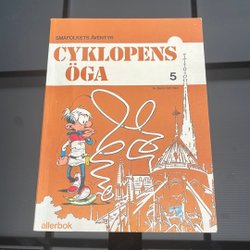 SMÅFOLKETS ÄVENTYR
CYKLOPENS
ÖGA
5
allerbok